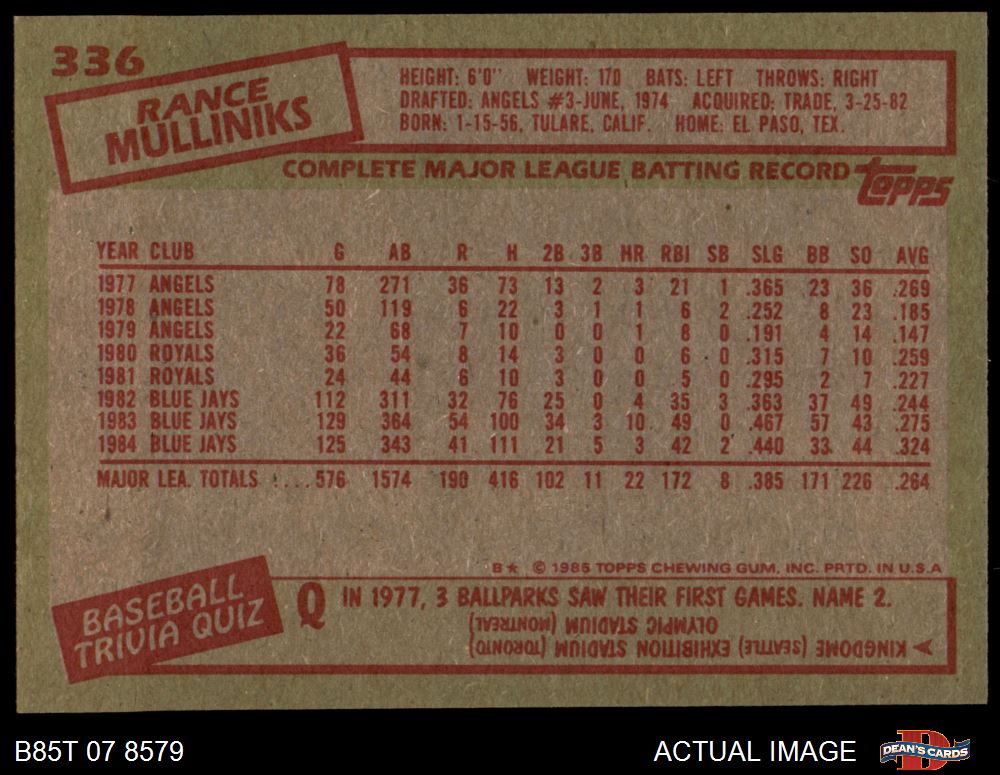 336
RANCE
MULLINIKS
HEIGHT: 6'0" WEIGHT: 170 BATS: LEFT THROWS: RIGHT
DRAFTED: ANGELS #3-JUNE, 1974 ACQUIRED: TRADE, 3-25-82
BORN: 1-15-56, TULARE, CALIF. HOME: EL PASO, TEX.
COMPLETE MAJOR LEAGUE BATTING RECORD
TOPPS
YEAR CLUB G AB R H 2B 3B HR RBI SB SLG BB SO AVG
1977 ANGELS 78 271 36 73 13 2 3 21 1 .365 23 36 .269
1978 ANGELS 50 119 6 22 3 1 1 6 2 .252 8 23 .185
1979 ANGELS 22 68 7 10 0 0 1 8 0 .191 4 14 .147
1980 ROYALS 36 54 8 14 3 0 0 6 0 .315 7 10 .259
1981 ROYALS 24 44 6 10 3 0 0 5 0 .295 2 7 .227
1982 BLUE JAYS 112 311 32 76 25 0 4 35 3 .363 37 49 .244
1983 BLUE JAYS 129 364 54 100 34 3 10 49 0 .467 57 43 .275
1984 BLUE JAYS 125 343 41 111 21 5 3 42 2 .440 33 44 .324
MAJOR LEA. TOTALS ....576 1574 190 416 102 11 22 172 8 .385 171 226 .264
B★ © 1985 TOPPS CHEWING GUM, INC. PRTD. IN U.S.A
BASEBALL
TRIVIA QUIZ
Q IN 1977, 3 BALLPARKS SAW THEIR FIRST GAMES. NAME 2.
KINGDOME (SEATTLE) EXHIBITION STADIUM (TORONTO)
OLYMPIC STADIUM (MONTREAL)
B85T 07 8579
ACTUAL IMAGE
D
DEAN'S CARDS